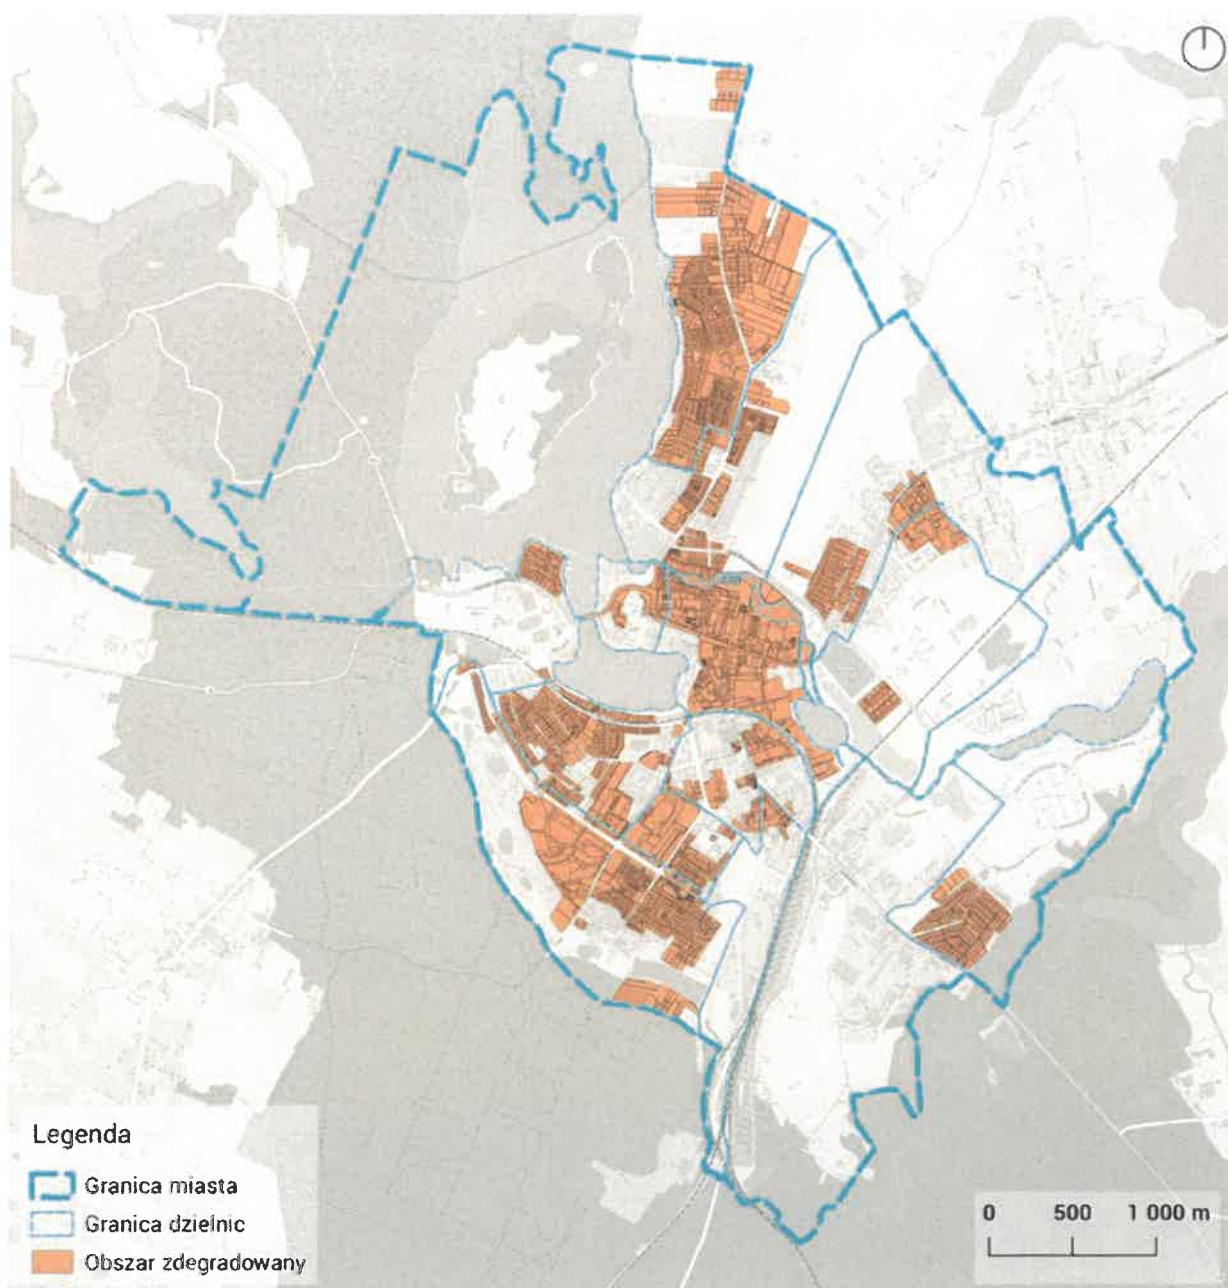 Legenda
Granica miasta
Granica dzielnic
Obszar zdegradowany
0 500 1 000 m